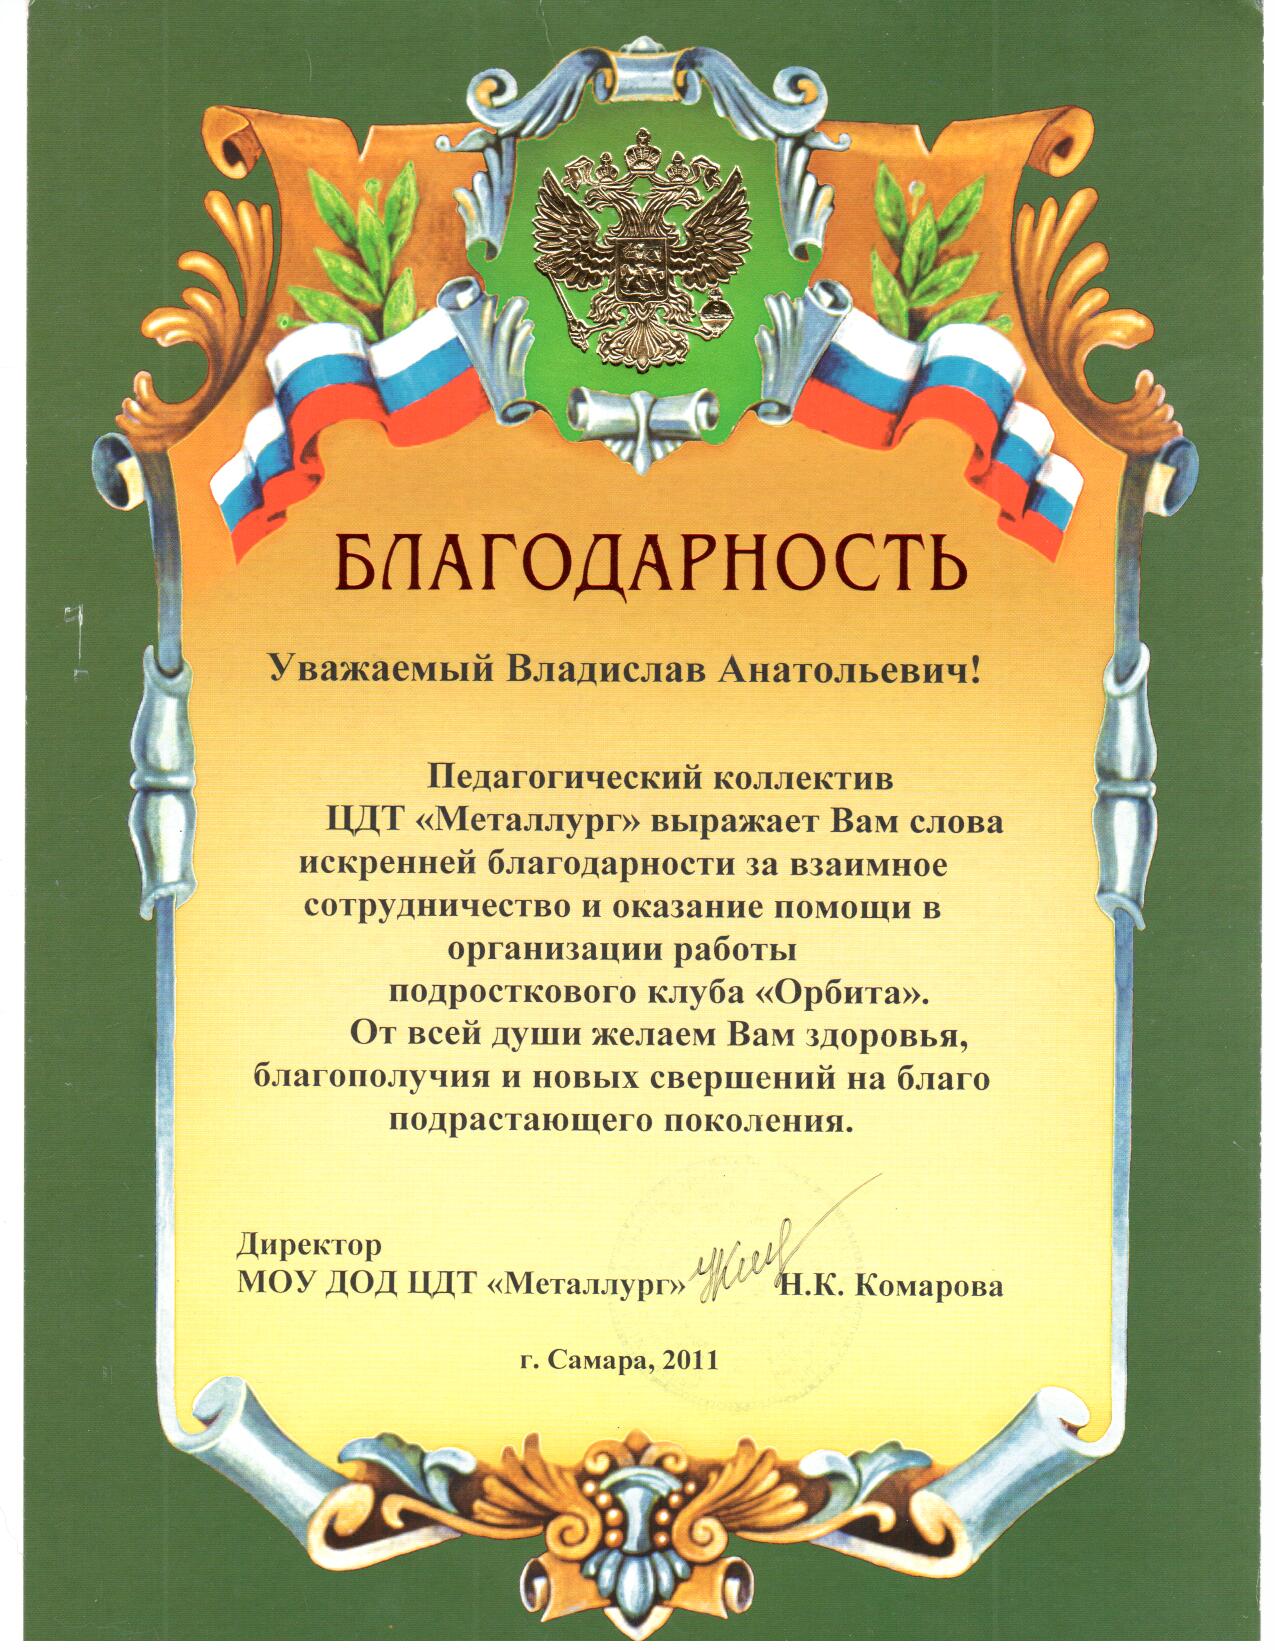 БЛАГОДАРНОСТЬ
Уважаемый Владислав Анатольевич!
Педагогический коллектив
ЦДТ «Металлург» выражает Вам слова
искренней благодарности за взаимное
сотрудничество и оказание помощи в
организации работы
подросткового клуба «Орбита».
От всей души желаем Вам здоровья,
благополучия и новых свершений на благо
подрастающего поколения.
Директор
МОУ ДОД ЦДТ «Металлург» Н.К. Комарова
г. Самара, 2011